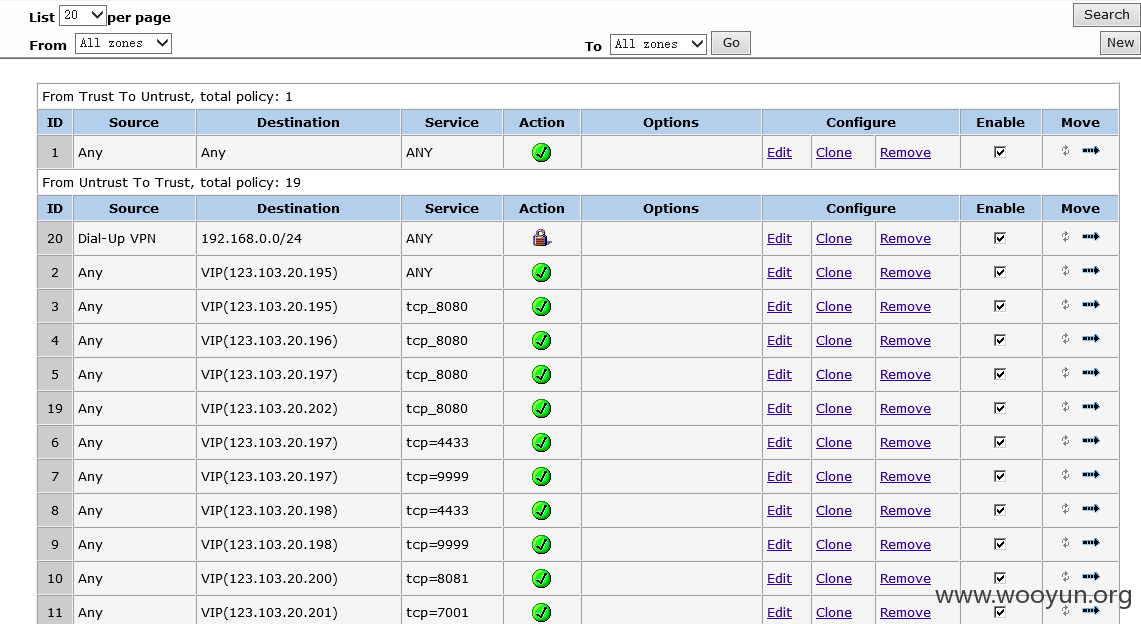 List 20 per page Search
From All zones To All zones Go New
From Trust To Untrust, total policy: 1
ID Source Destination Service Action Options Configure Enable Move
1 Any Any ANY Edit Clone Remove
From Untrust To Trust, total policy: 19
ID Source Destination Service Action Options Configure Enable Move
20 Dial-Up VPN 192.168.0.0/24 ANY Edit Clone Remove
2 Any VIP(123.103.20.195) ANY Edit Clone Remove
3 Any VIP(123.103.20.195) tcp_8080 Edit Clone Remove
4 Any VIP(123.103.20.196) tcp_8080 Edit Clone Remove
5 Any VIP(123.103.20.197) tcp_8080 Edit Clone Remove
19 Any VIP(123.103.20.202) tcp_8080 Edit Clone Remove
6 Any VIP(123.103.20.197) tcp=4433 Edit Clone Remove
7 Any VIP(123.103.20.197) tcp=9999 Edit Clone Remove
8 Any VIP(123.103.20.198) tcp=4433 Edit Clone Remove
9 Any VIP(123.103.20.198) tcp=9999 Edit Clone Remove
10 Any VIP(123.103.20.200) tcp=8081 Edit Clone Remove
11 Any VIP(123.103.20.201) tcp=7001 Edit Clone Remove
www.wooyun.org